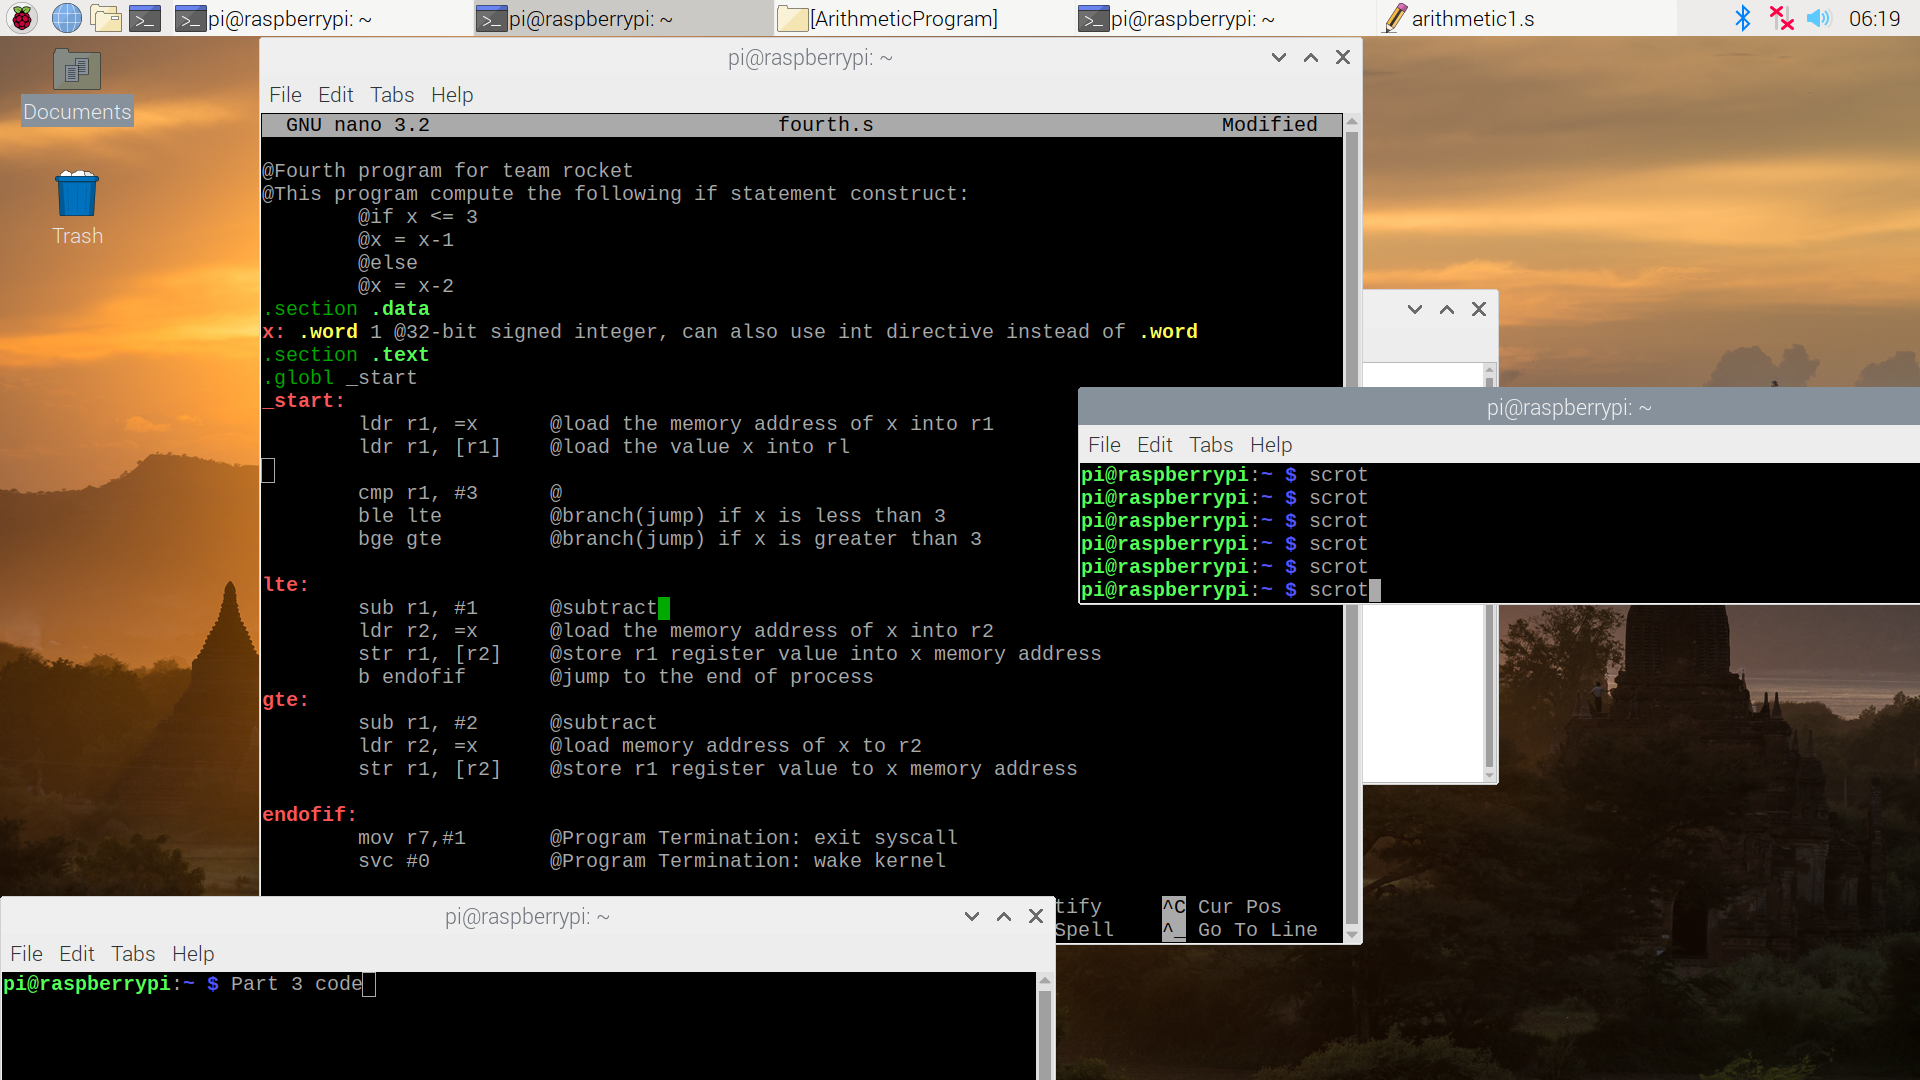 pi@raspberrypi: ~
pi@raspberrypi: ~
[ArithmeticProgram]
pi@raspberrypi: ~
arithmetic1.s
06:19
Documents
Trash
pi@raspberrypi: ~
File Edit Tabs Help
GNU nano 3.2 fourth.s Modified
@Fourth program for team rocket
@This program compute the following if statement construct:
@if x <= 3
@x = x-1
@else
@x = x-2
.section .data
x: .word 1 @32-bit signed integer, can also use int directive instead of .word
.section .text
.globl _start
_start:
ldr r1, =x @load the memory address of x into r1
ldr r1, [r1] @load the value x into rl
cmp r1, #3 @
ble lte @branch(jump) if x is less than 3
bge gte @branch(jump) if x is greater than 3
lte:
sub r1, #1 @subtract
ldr r2, =x @load the memory address of x into r2
str r1, [r2] @store r1 register value into x memory address
b endofif @jump to the end of process
gte:
sub r1, #2 @subtract
ldr r2, =x @load memory address of x to r2
str r1, [r2] @store r1 register value to x memory address
endofif:
mov r7,#1 @Program Termination: exit syscall
svc #0 @Program Termination: wake kernel
tify ^C Cur Pos
Spell ^_ Go To Line
pi@raspberrypi: ~
File Edit Tabs Help
pi@raspberrypi:~ $ scrot
pi@raspberrypi:~ $ scrot
pi@raspberrypi:~ $ scrot
pi@raspberrypi:~ $ scrot
pi@raspberrypi:~ $ scrot
pi@raspberrypi:~ $ scrot
pi@raspberrypi: ~
File Edit Tabs Help
pi@raspberrypi:~ $ Part 3 code